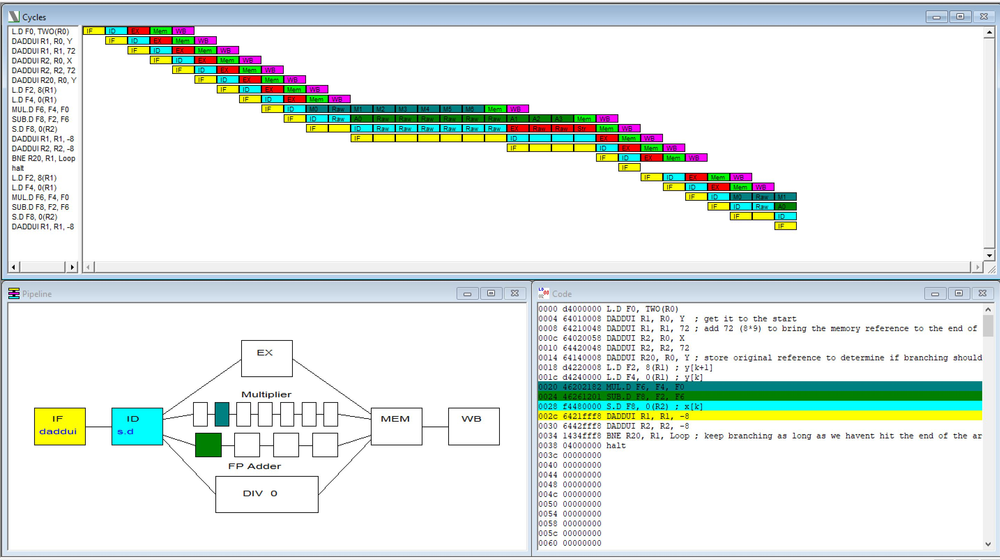 Cycles
L.D F0, TWO(R0) IF ID EX Mem WB
DADDUI R1, R0, Y IF ID EX Mem WB
DADDUI R1, R1, 72 IF ID EX Mem WB
DADDUI R2, R0, X IF ID EX Mem WB
DADDUI R2, R2, 72 IF ID EX Mem WB
DADDUI R20, R0, Y IF ID EX Mem WB
L.D F2, 8(R1) IF ID EX Mem WB
L.D F4, 0(R1) IF ID EX Mem WB
MUL.D F6, F4, F0 IF ID M0 Raw M1 M2 M3 M4 M5 M6 Mem WB
SUB.D F8, F2, F6 IF ID Raw A0 Raw Raw Raw Raw Raw Raw A1 A2 A3 Mem WB
S.D F8, 0(R2) IF ID Raw Raw Raw Raw Raw Raw EX Raw Raw Str Mem WB
DADDUI R1, R1, -8 IF ID EX Mem WB
DADDUI R2, R2, -8 IF ID EX Mem WB
BNE R20, R1, Loop IF ID EX Mem WB
halt IF
L.D F2, 8(R1) IF ID EX Mem WB
L.D F4, 0(R1) IF ID EX Mem WB
MUL.D F6, F4, F0 IF ID M0 Raw M1
SUB.D F8, F2, F6 IF ID Raw A0
S.D F8, 0(R2) IF ID
DADDUI R1, R1, -8 IF
Pipeline
EX
Multiplier
IF
daddui
ID
s.d
MEM
WB
FP Adder
DIV 0
Code
0000 d4000000 L.D F0, TWO(R0)
0004 64010008 DADDUI R1, R0, Y ; get it to the start
0008 64210048 DADDUI R1, R1, 72 ; add 72 (8*9) to bring the memory reference to the end of
000c 64020058 DADDUI R2, R0, X
0010 64420048 DADDUI R2, R2, 72
0014 64140008 DADDUI R20, R0, Y ; store original reference to determine if branching should
0018 d4220008 L.D F2, 8(R1) ; y[k+1]
001c d4240000 L.D F4, 0(R1) ; y[k]
0020 46202182 MUL.D F6, F4, F0
0024 46261201 SUB.D F8, F2, F6
0028 f4480000 S.D F8, 0(R2) ; x[k]
002c 6421fff8 DADDUI R1, R1, -8
0030 6442fff8 DADDUI R2, R2, -8
0034 1434fff8 BNE R20, R1, Loop ; keep branching as long as we havent hit the end of the ar
0038 04000000 halt
003c 00000000
0040 00000000
0044 00000000
0048 00000000
004c 00000000
0050 00000000
0054 00000000
0058 00000000
005c 00000000
0060 00000000